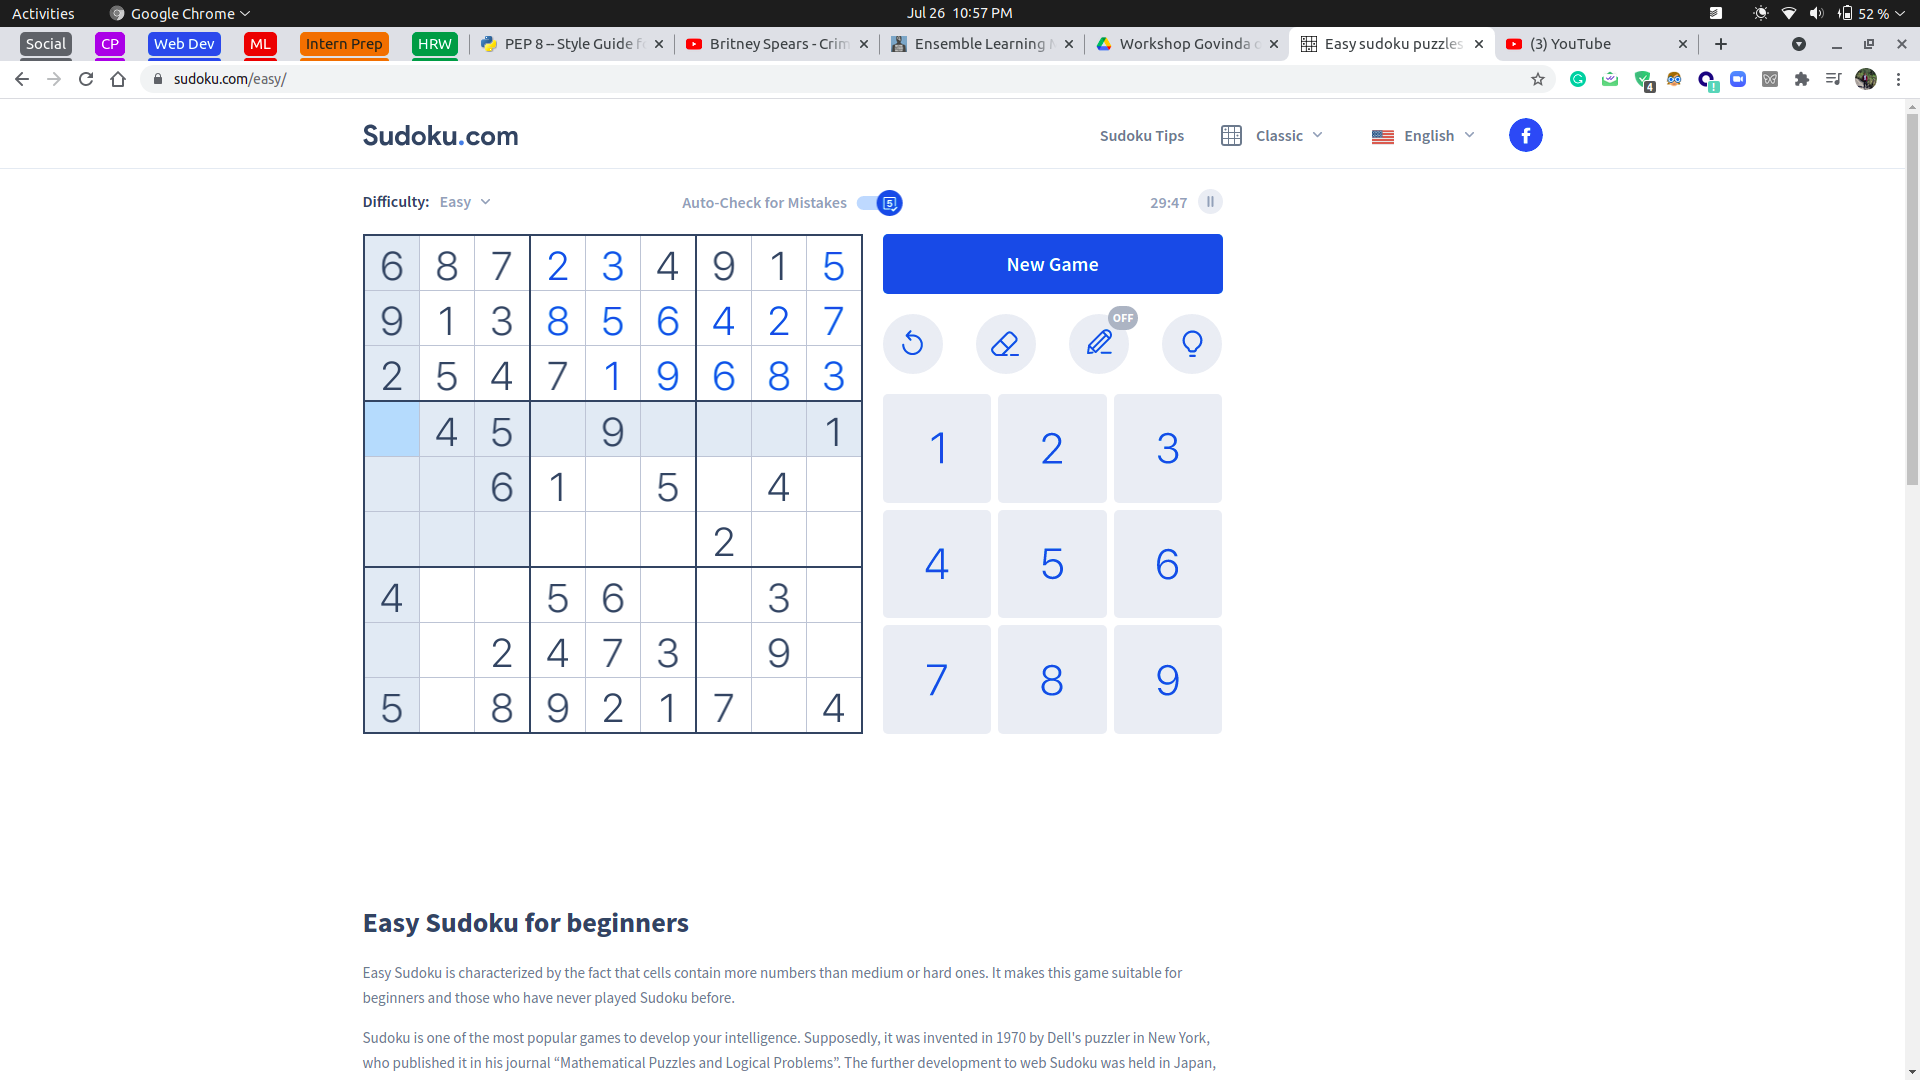 Activities Google Chrome Jul 26 10:57 PM 52 %
Social CP Web Dev ML Intern Prep HRW PEP 8 – Style Guide f Britney Spears - Crim Ensemble Learning Workshop Govinda Easy sudoku puzzles (3) YouTube
sudoku.com/easy/ 4 !
Sudoku.com Sudoku Tips Classic English f
Difficulty: Easy Auto-Check for Mistakes 5 29:47
6 8 7 2 3 4 9 1 5
9 1 3 8 5 6 4 2 7
2 5 4 7 1 9 6 8 3
4 5 9 1
6 1 5 4
2
4 5 6 3
2 4 7 3 9
5 8 9 2 1 7 4
New Game
OFF
1 2 3
4 5 6
7 8 9
Easy Sudoku for beginners
Easy Sudoku is characterized by the fact that cells contain more numbers than medium or hard ones. It makes this game suitable for
beginners and those who have never played Sudoku before.
Sudoku is one of the most popular games to develop your intelligence. Supposedly, it was invented in 1970 by Dell's puzzler in New York,
who published it in his journal “Mathematical Puzzles and Logical Problems”. The further development to web Sudoku was held in Japan,